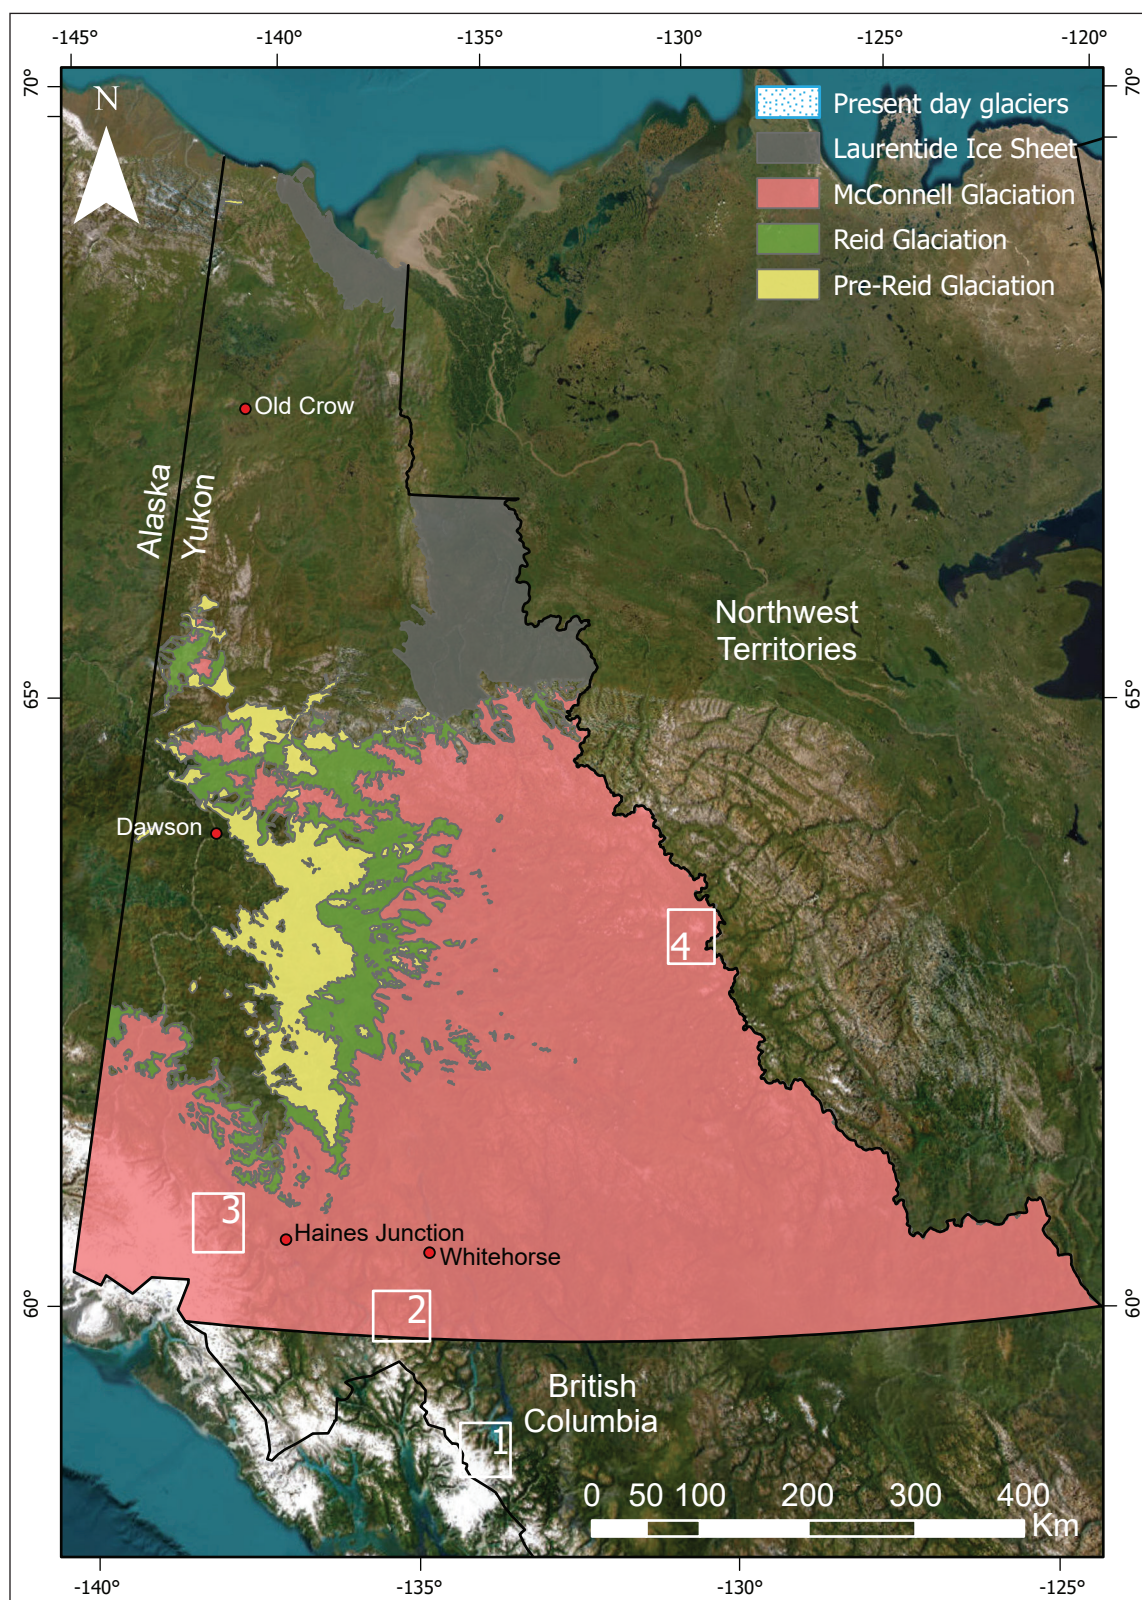 -145°
-140°
-135°
-130°
-125°
-120°
70°
70°
N
Present day glaciers
Laurentide Ice Sheet
McConnell Glaciation
Reid Glaciation
Pre-Reid Glaciation
Old Crow
Alaska
Yukon
Northwest
Territories
65°
65°
Dawson
4
3
Haines Junction
Whitehorse
2
60°
60°
British
Columbia
1
0 50 100 200 300 400
Km
-140°
-135°
-130°
-125°